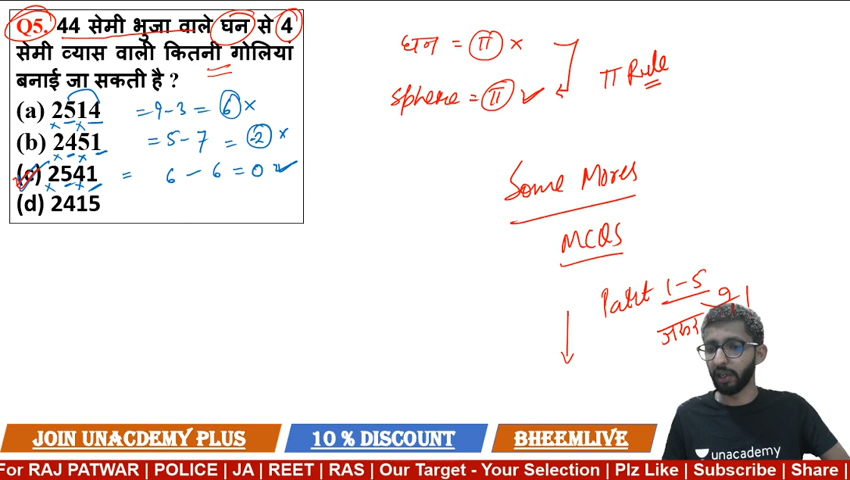 Q5. 44 सेमी भुजा वाले घन से 4
सेमी व्यास वाली कितनी गोलियां
बनाई जा सकती है ?
(a) 2514 = 9 - 3 = 6 ×
(b) 2451 = 5 - 7 = -2 ×
(c) 2541 = 6 - 6 = 0 ✓
(d) 2415
घन = π ×
Sphere = π ✓
π Rule
Some Mores
MCQS
Part 1-5
unacademy
JOIN UNACDEMY PLUS
10 % DISCOUNT
BHEEMLIVE
For RAJ PATWAR | POLICE | JA | REET | RAS | Our Target - Your Selection | Plz Like | Subscribe | Share |